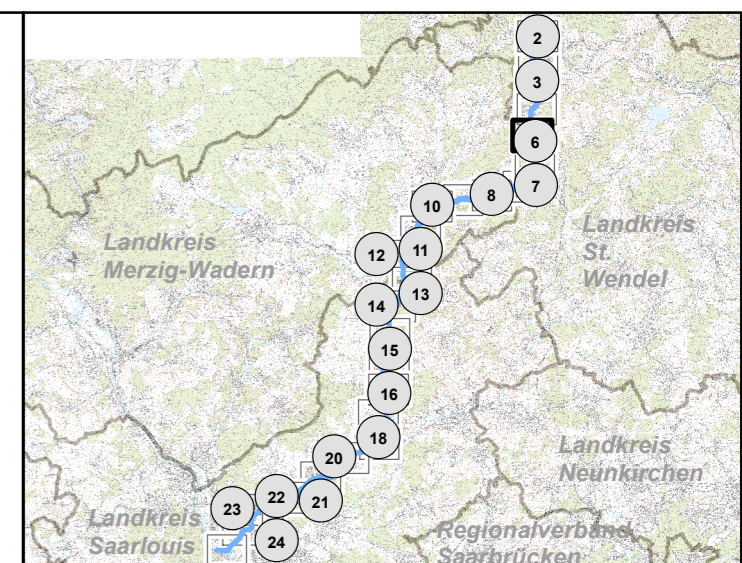 2
3
6
7
8
10
Landkreis
Merzig-Wadern
Landkreis
St.
Wendel
11
12
13
14
15
16
18
Landkreis
Neunkirchen
20
21
22
23
Landkreis
Saarlouis
24
Regionalverband
Saarbrücken